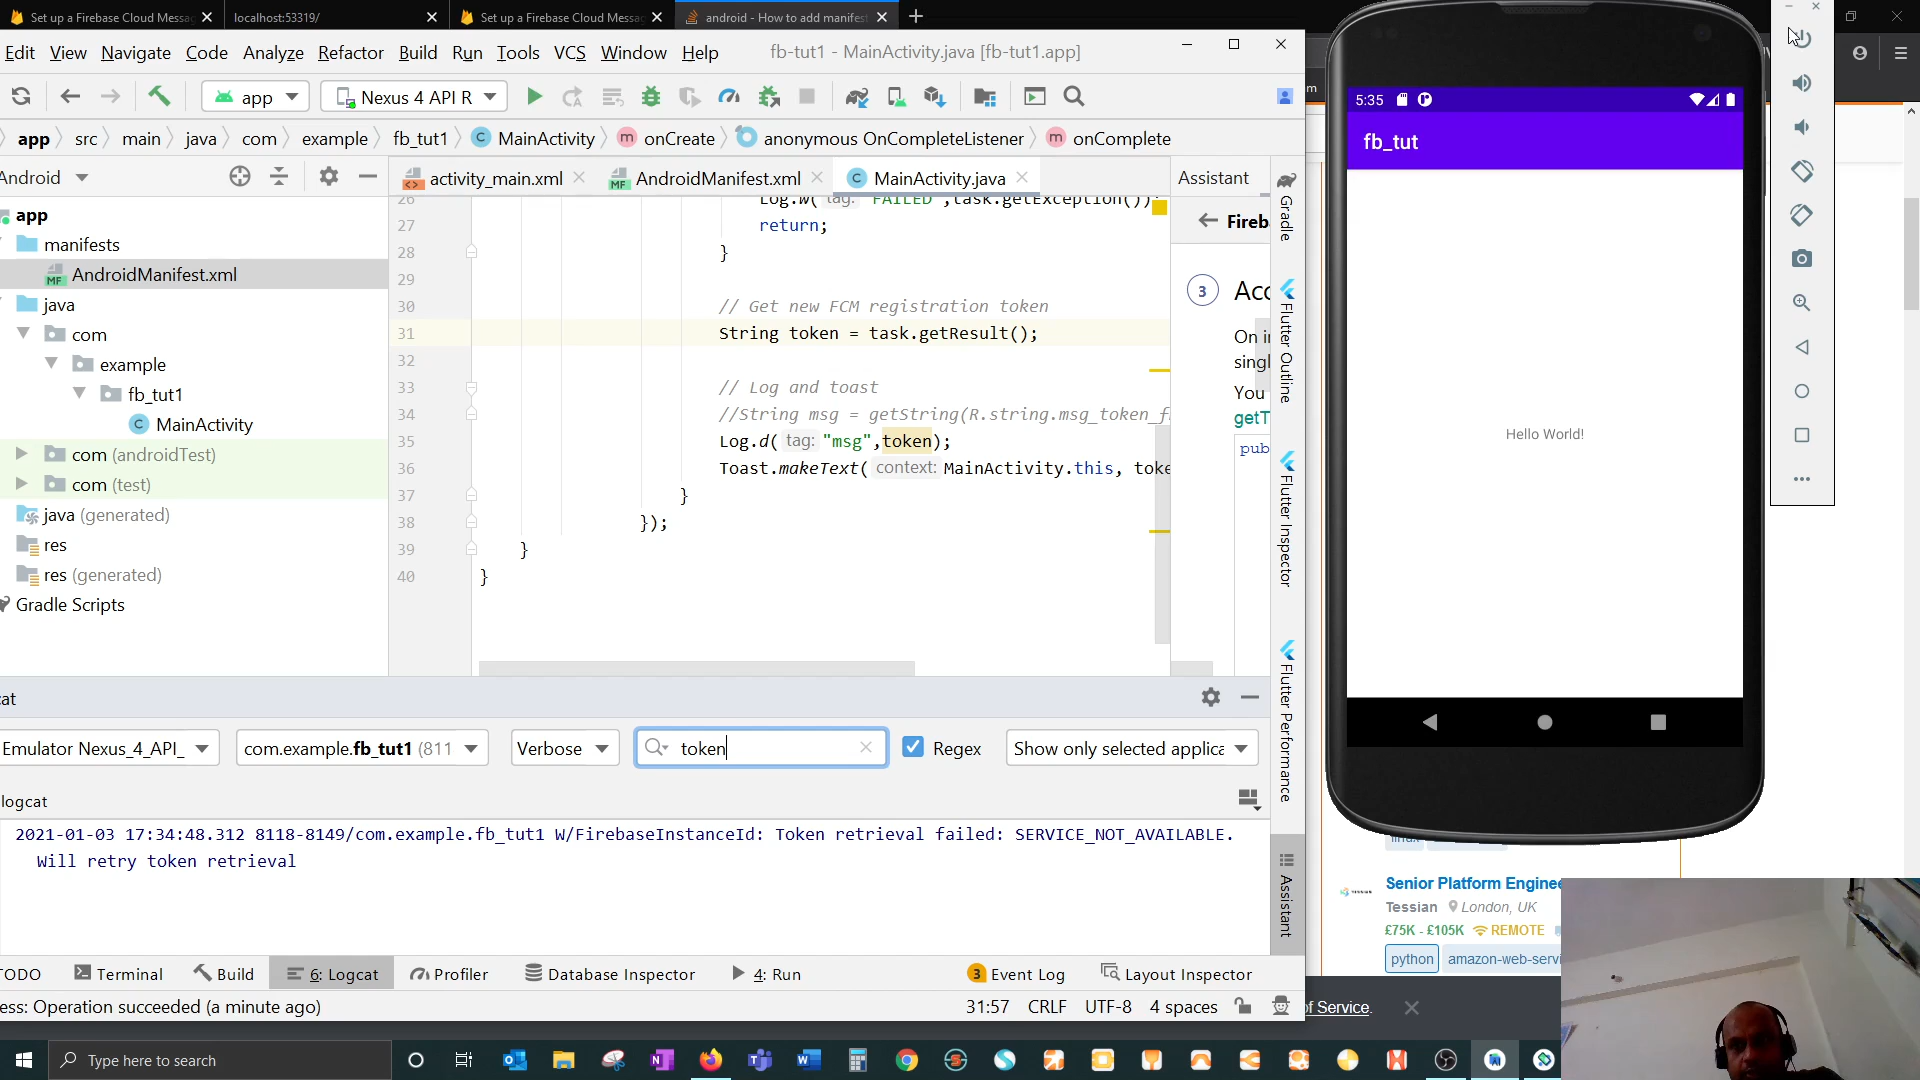 Set up a Firebase Cloud Messa
localhost:53319/
Set up a Firebase Cloud Messa
android - How to add manifest
Edit View Navigate Code Analyze Refactor Build Run Tools VCS Window Help
fb-tut1 - MainActivity.java [fb-tut1.app]
app
Nexus 4 API R
app src main java com example fb_tut1 MainActivity onCreate anonymous OnCompleteListener onComplete
Android
activity_main.xml
AndroidManifest.xml
MainActivity.java
Assistant
Gradle
app
manifests
AndroidManifest.xml
java
com
example
fb_tut1
MainActivity
com (androidTest)
com (test)
java (generated)
res
res (generated)
Gradle Scripts
26 Log.w( tag: "FAILED",task.getException())
27 return;
28 }
29
30 // Get new FCM registration token
31 String token = task.getResult();
32
33 // Log and toast
34 //String msg = getString(R.string.msg_token_f
35 Log.d( tag: "msg",token);
36 Toast.makeText( context: MainActivity.this, toke
37 }
38 });
39 }
40 }
Fireb
3 Acc
On i
singl
You
getT
pub
Flutter Outline
Flutter Inspector
Flutter Performance
Assistant
cat
Emulator Nexus_4_API_
com.example.fb_tut1 (811
Verbose
token
Regex
Show only selected applica
logcat
2021-01-03 17:34:48.312 8118-8149/com.example.fb_tut1 W/FirebaseInstanceId: Token retrieval failed: SERVICE_NOT_AVAILABLE.
Will retry token retrieval
TODO Terminal Build 6: Logcat Profiler Database Inspector 4: Run 3 Event Log Layout Inspector
ess: Operation succeeded (a minute ago)
31:57 CRLF UTF-8 4 spaces
Type here to search
5:35
fb_tut
Hello World!
linux
Senior Platform Enginee
Tessian London, UK
£75K - £105K REMOTE
python amazon-web-servi
of Service.